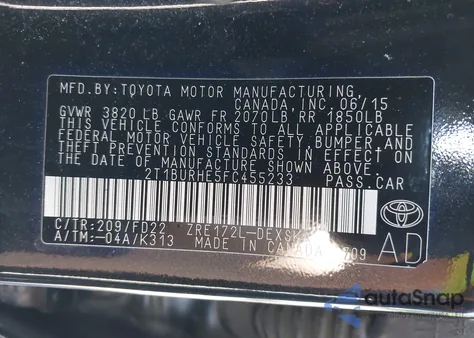 MFD. BY: TOYOTA MOTOR MANUFACTURING
CANADA, INC. 06/15
GVWR 3820 LB GAWR FR 2070LB RR 1850LB
THIS VEHICLE CONFORMS TO ALL APPLICABLE
FEDERAL MOTOR VEHICLE SAFETY, BUMPER, AND
THEFT PREVENTION STANDARDS IN EFFECT ON
THE DATE OF MANUFACTURE SHOWN ABOVE.
2T1BURHE5FC455233 PASS.CAR
C/TR: 209/FD22
A/TM: -04A/K313
MADE IN CANADA
AD
autoSnap